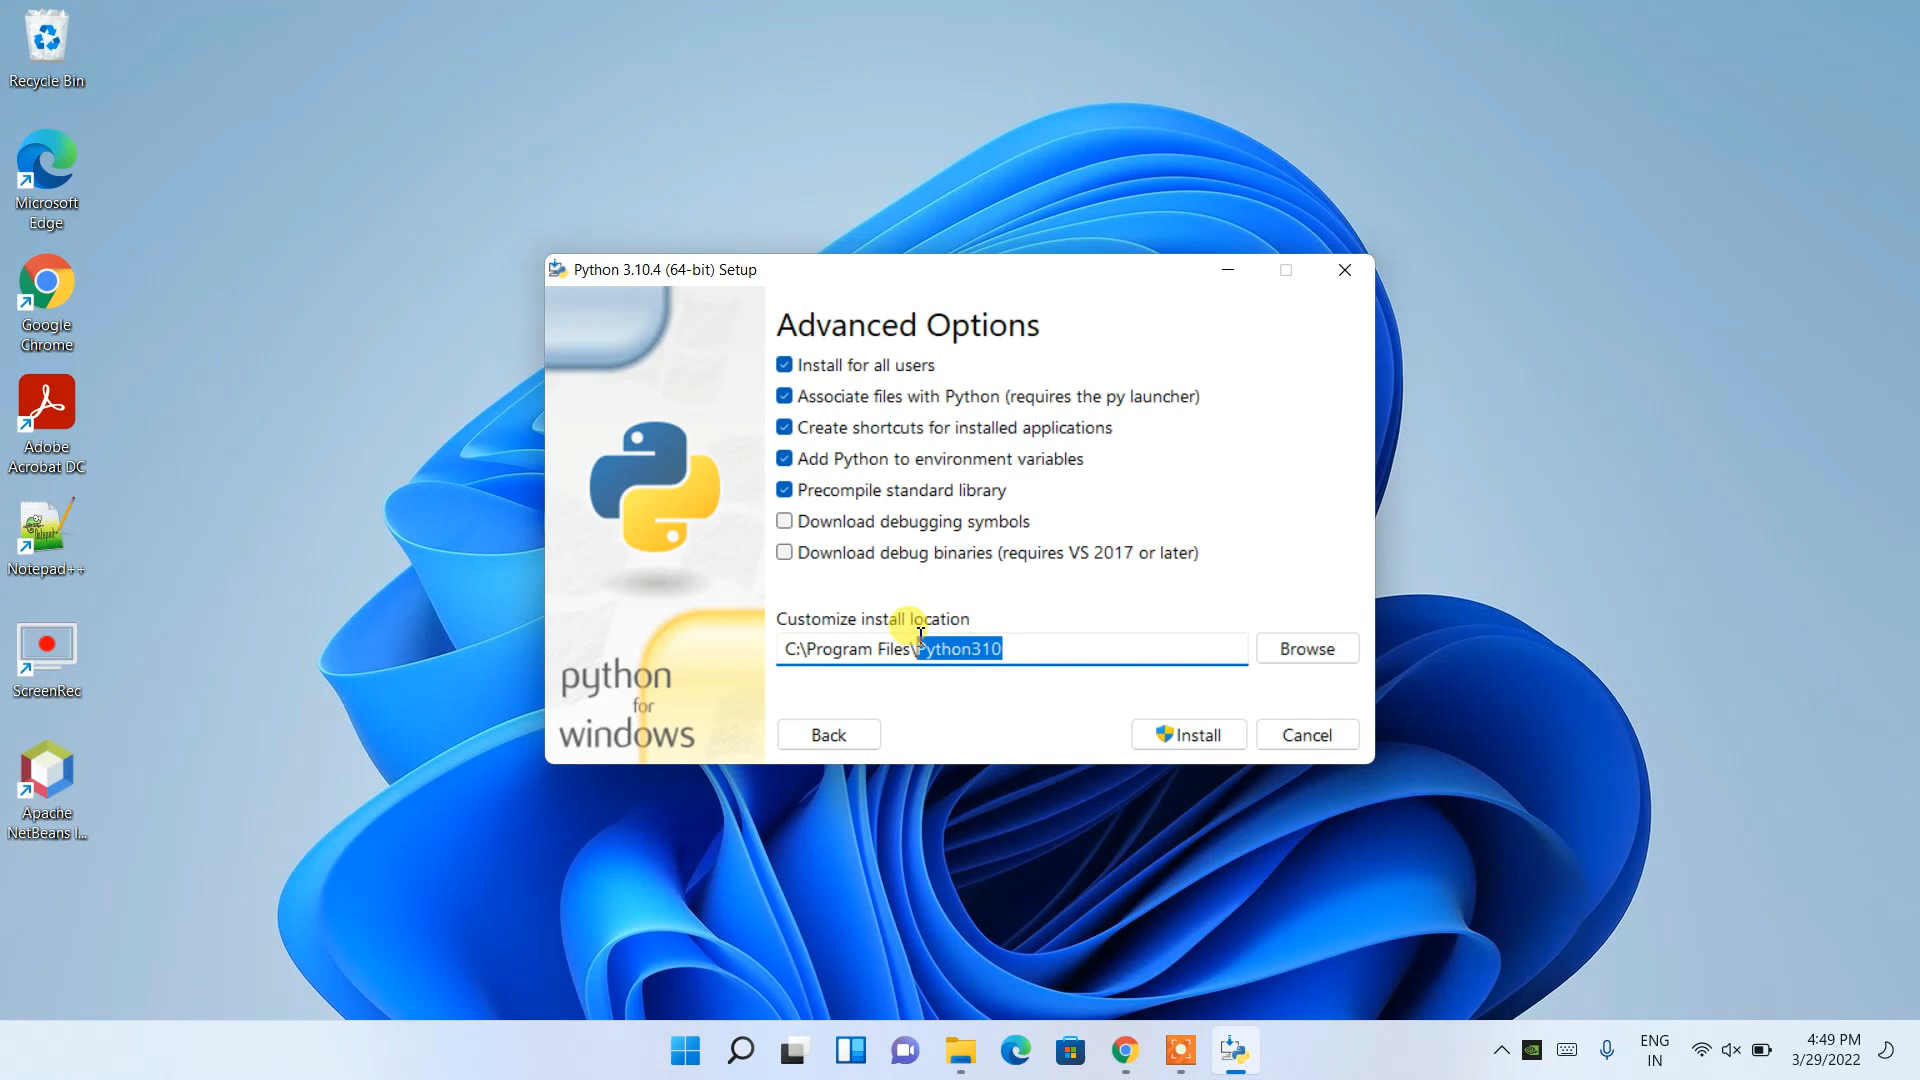 Recycle Bin
Microsoft
Edge
Google
Chrome
Adobe
Acrobat DC
Notepad++
ScreenRec
Apache
NetBeans I...
Python 3.10.4 (64-bit) Setup
Advanced Options
Install for all users
Associate files with Python (requires the py launcher)
Create shortcuts for installed applications
Add Python to environment variables
Precompile standard library
Download debugging symbols
Download debug binaries (requires VS 2017 or later)
Customize install location
C:\Program Files\Python310
Browse
python
for
windows
Back
Install
Cancel
ENG
IN
4:49 PM
3/29/2022